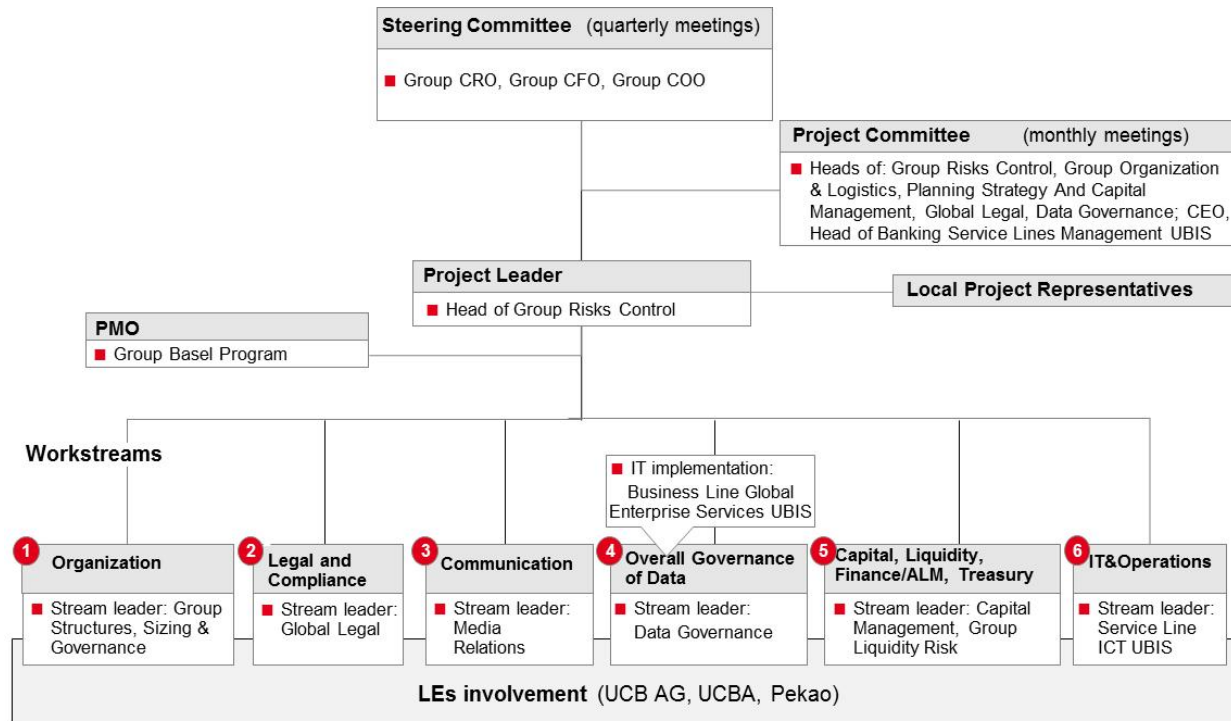 Steering Committee (quarterly meetings)
Group CRO, Group CFO, Group COO
Project Committee (monthly meetings)
Heads of: Group Risks Control, Group Organization
& Logistics, Planning Strategy And Capital
Management, Global Legal, Data Governance; CEO,
Head of Banking Service Lines Management UBIS
Project Leader
Head of Group Risks Control
Local Project Representatives
PMO
Group Basel Program
Workstreams
IT implementation:
Business Line Global
Enterprise Services UBIS
1
Organization
Stream leader: Group
Structures, Sizing &
Governance
2
Legal and
Compliance
Stream leader:
Global Legal
3
Communication
Stream leader:
Media
Relations
4
Overall Governance
of Data
Stream leader:
Data Governance
5
Capital, Liquidity,
Finance/ALM, Treasury
Stream leader: Capital
Management, Group
Liquidity Risk
6
IT&Operations
Stream leader:
Service Line
ICT UBIS
LEs involvement (UCB AG, UCBA, Pekao)